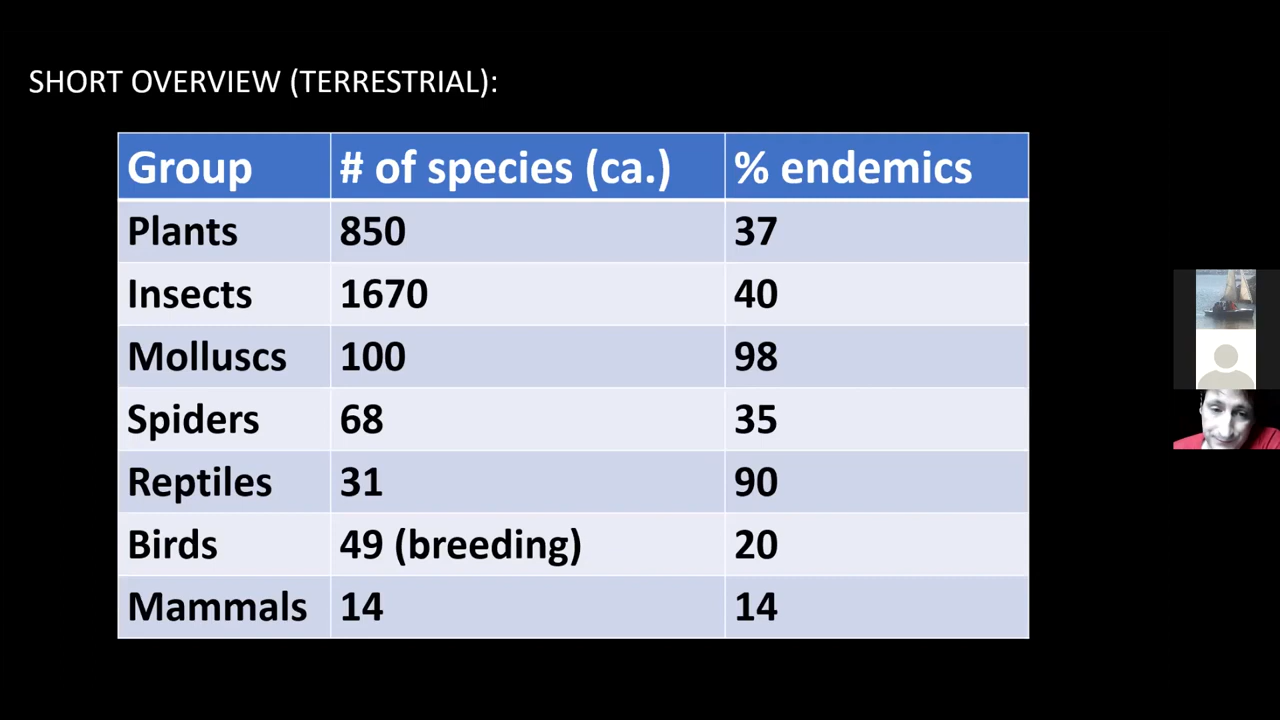 SHORT OVERVIEW (TERRESTRIAL):
Group # of species (ca.) % endemics
Plants 850 37
Insects 1670 40
Molluscs 100 98
Spiders 68 35
Reptiles 31 90
Birds 49 (breeding) 20
Mammals 14 14